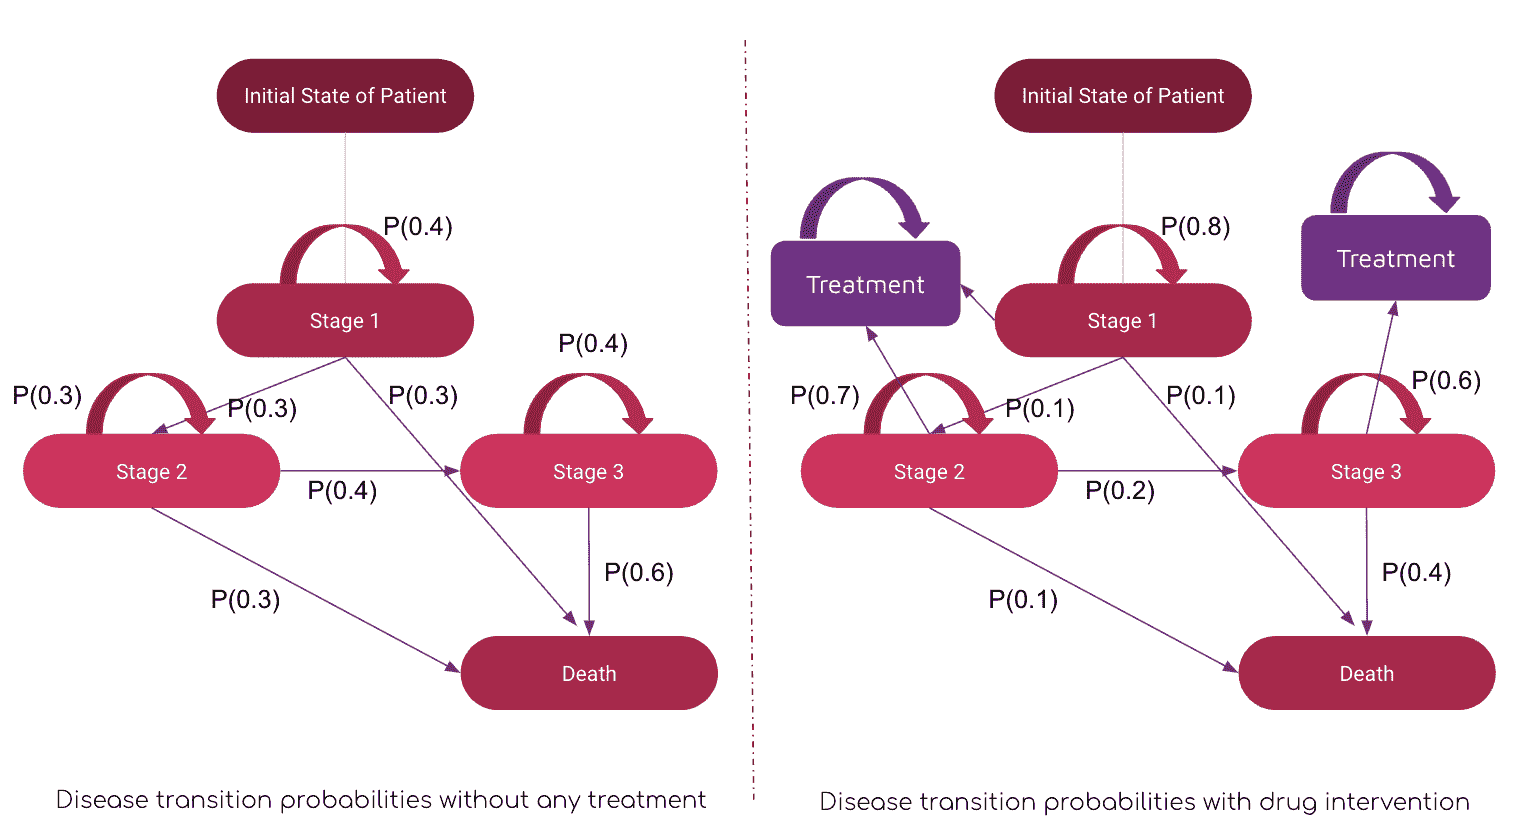 Initial State of Patient
P(0.4)
Stage 1
P(0.4)
P(0.3)
P(0.3)
P(0.3)
Stage 2
Stage 3
P(0.4)
P(0.6)
P(0.3)
Death
Disease transition probabilities without any treatment
Initial State of Patient
P(0.8)
Treatment
Treatment
Stage 1
P(0.7)
P(0.1)
P(0.1)
P(0.6)
Stage 2
Stage 3
P(0.2)
P(0.4)
P(0.1)
Death
Disease transition probabilities with drug intervention